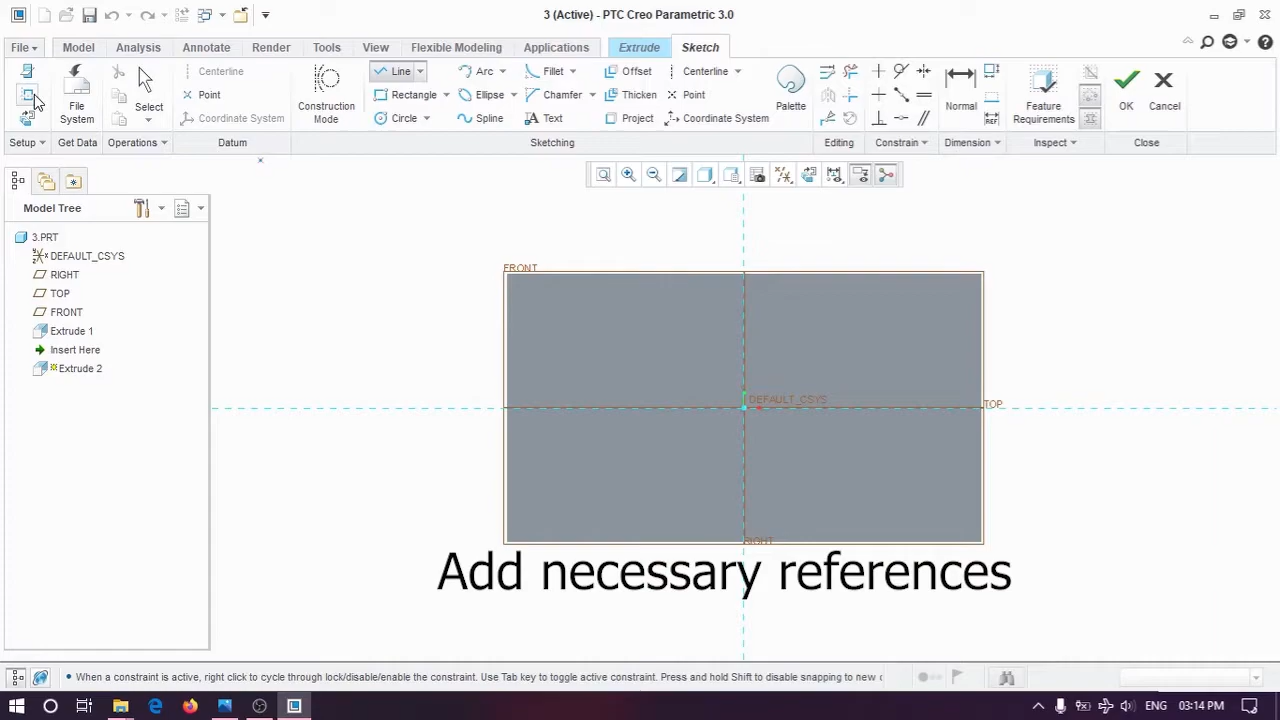 3 (Active) - PTC Creo Parametric 3.0
File Model Analysis Annotate Render Tools View Flexible Modeling Applications Extrude Sketch
Centerline Line Arc Fillet Offset Centerline
Point Rectangle Ellipse Chamfer Thicken Point
File System Select Construction Mode Palette Normal Feature Requirements OK Cancel
Coordinate System Circle Spline Text Project Coordinate System
Setup Get Data Operations Datum Sketching Editing Constrain Dimension Inspect Close
Model Tree
3.PRT
DEFAULT_CSYS
RIGHT
TOP
FRONT
Extrude 1
Insert Here
Extrude 2
FRONT
DEFAULT_CSYS
TOP
RIGHT
Add necessary references
When a constraint is active, right click to cycle through lock/disable/enable the constraint. Use Tab key to toggle active constraint. Press and hold Shift to disable snapping to new
ENG 03:14 PM